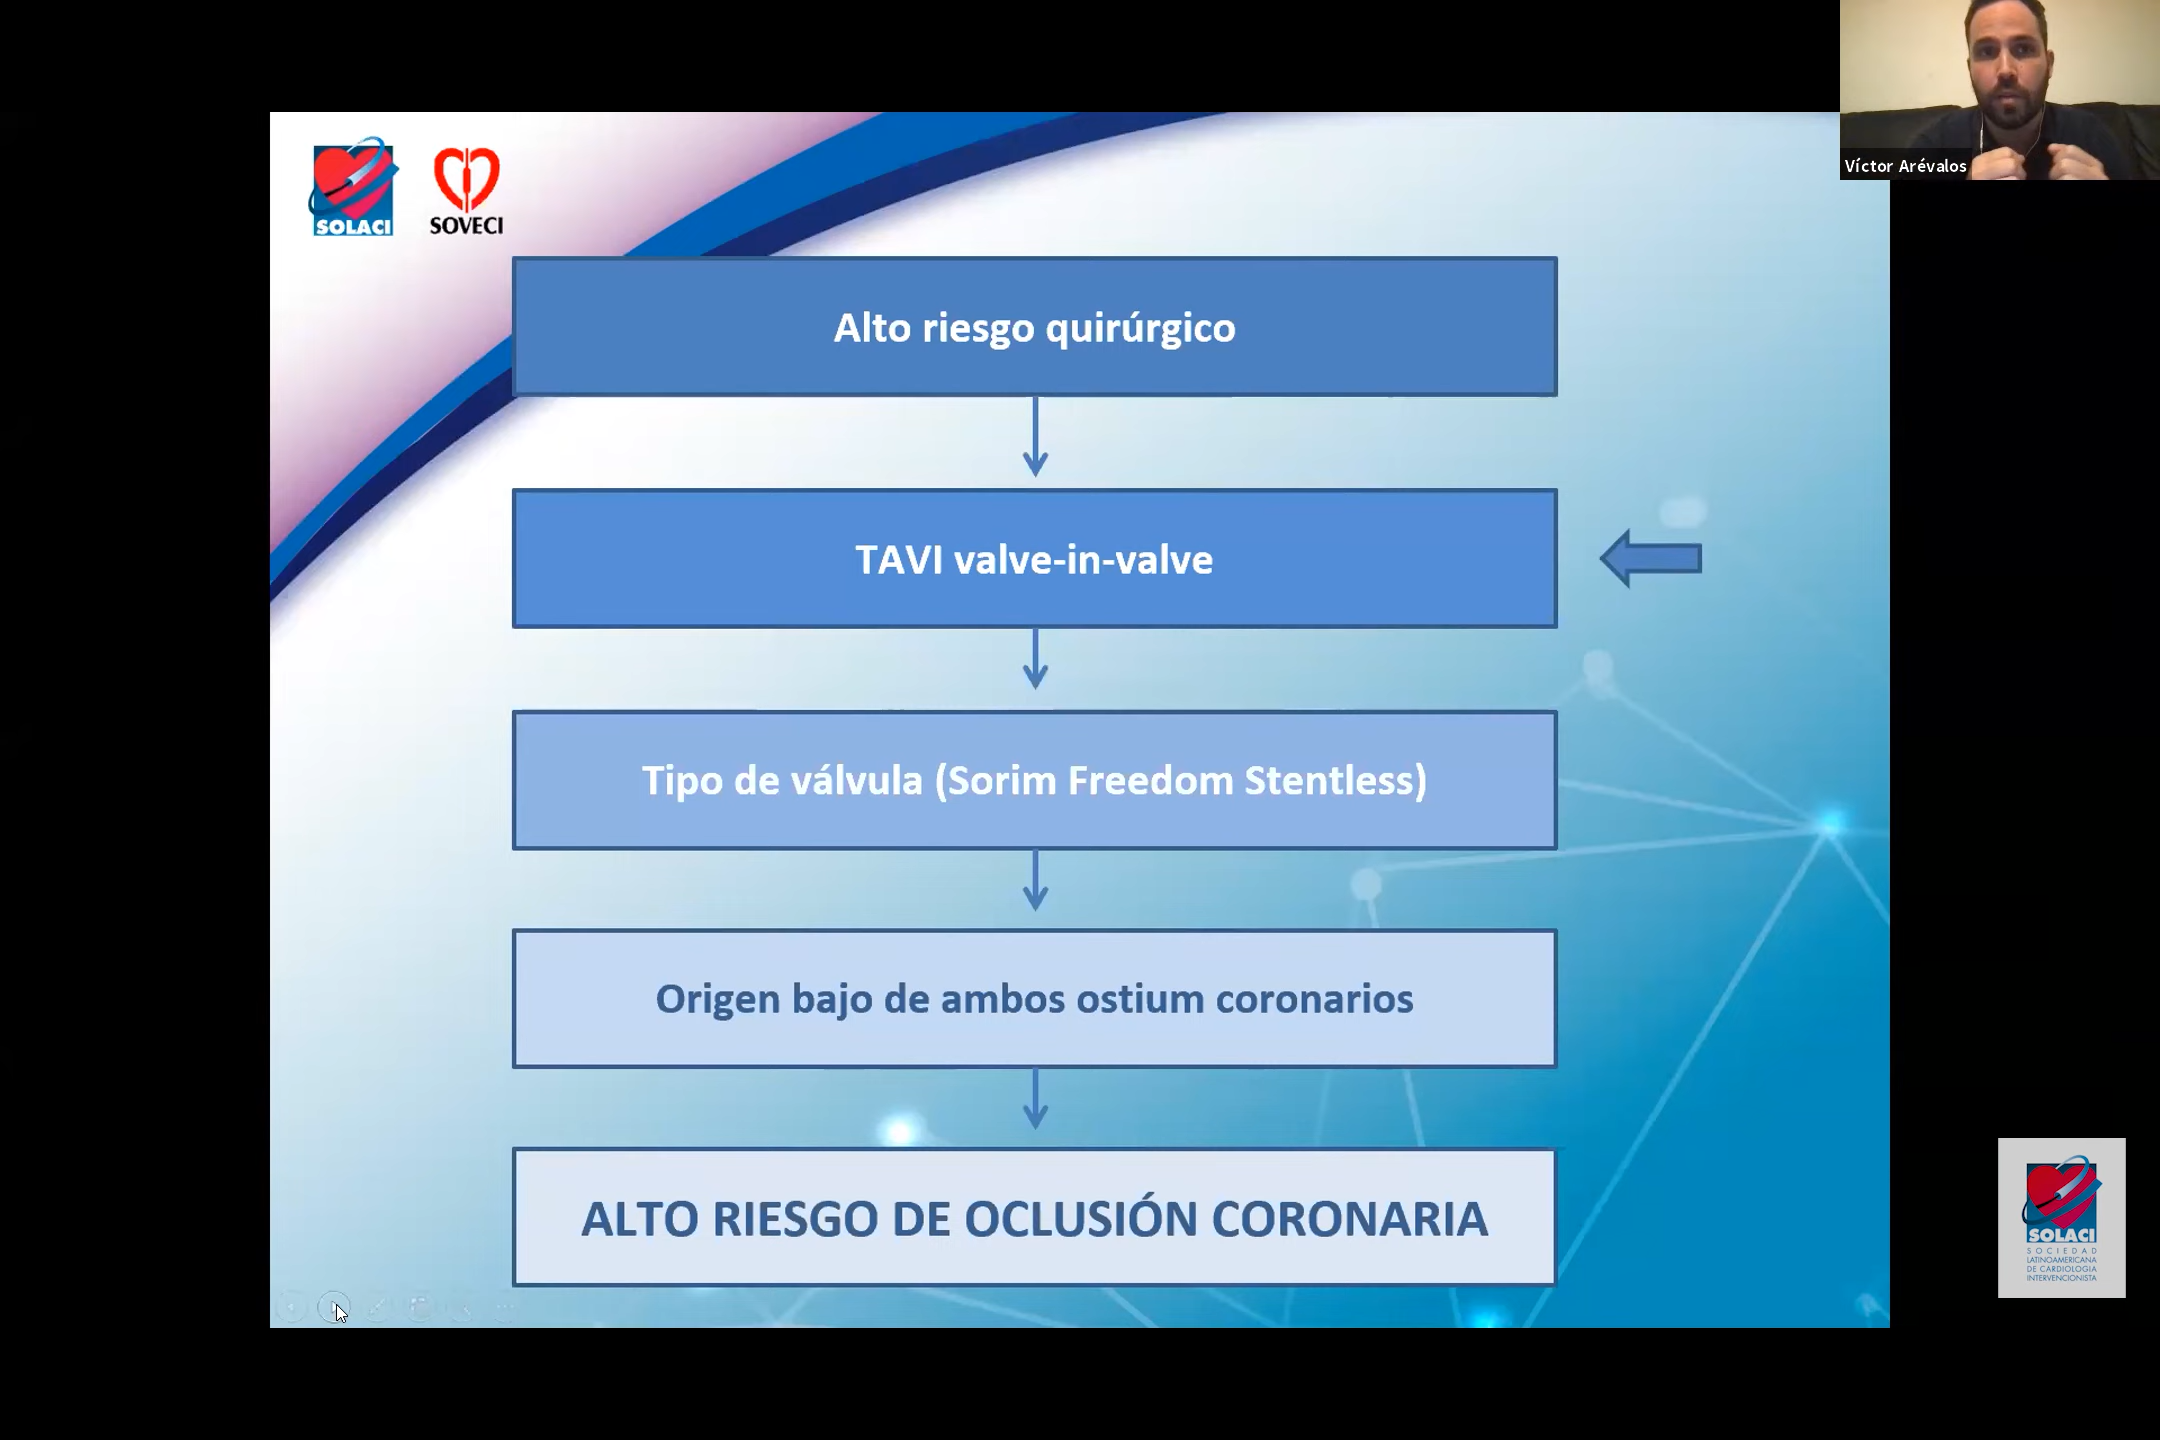 Víctor Arévalos
SOLACI
SOVECI
Alto riesgo quirúrgico
TAVI valve-in-valve
Tipo de válvula (Sorim Freedom Stentless)
Origen bajo de ambos ostium coronarios
ALTO RIESGO DE OCLUSIÓN CORONARIA
SOLACI
SOCIEDAD
LATINOAMERICANA
DE CARDIOLOGIA
INTERVENCIONISTA